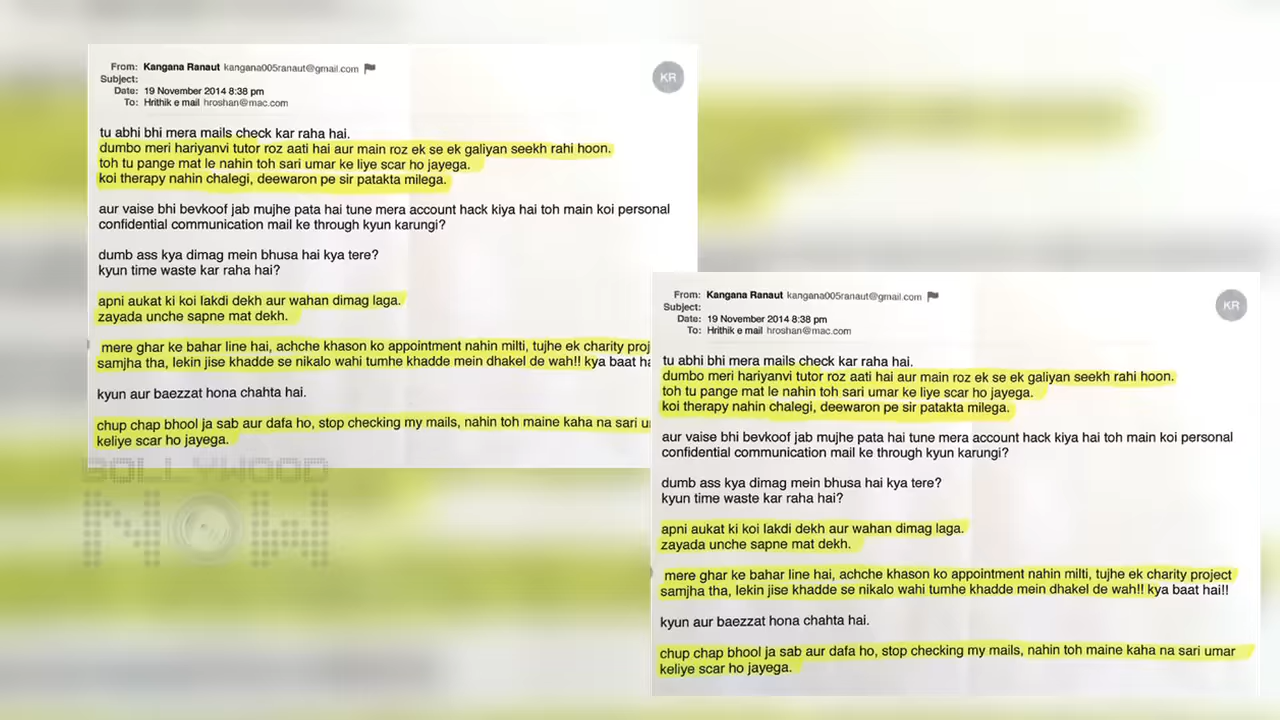 From: Kangana Ranaut kangana005ranaut@gmail.com
KR
Subject:
Date: 19 November 2014 8:38 pm
To: Hrithik e mail hroshan@mac.com
tu abhi bhi mera mails check kar raha hai.
dumbo meri hariyanvi tutor roz aati hai aur main roz ek se ek galiyan seekh rahi hoon.
toh tu pange mat le nahin toh sari umar ke liye scar ho jayega.
koi therapy nahin chalegi, deewaron pe sir patakta milega.
aur vaise bhi bevkoof jab mujhe pata hai tune mera account hack kiya hai toh main koi personal
confidential communication mail ke through kyun karungi?
dumb ass kya dimag mein bhusa hai kya tere?
kyun time waste kar raha hai?
apni aukat ki koi lakdi dekh aur wahan dimag laga.
zayada unche sapne mat dekh.
mere ghar ke bahar line hai, achche khason ko appointment nahin milti, tujhe ek charity proj
samjha tha, lekin jise khadde se nikalo wahi tumhe khadde mein dhakel de wah!! kya baat ha
kyun aur baezzat hona chahta hai.
chup chap bhool ja sab aur dafa ho, stop checking my mails, nahin toh maine kaha na sari u
keliye scar ho jayega.
BOLLYWOOD
NOW
From: Kangana Ranaut kangana005ranaut@gmail.com
KR
Subject:
Date: 19 November 2014 8:38 pm
To: Hrithik e mail hroshan@mac.com
tu abhi bhi mera mails check kar raha hai.
dumbo meri hariyanvi tutor roz aati hai aur main roz ek se ek galiyan seekh rahi hoon.
toh tu pange mat le nahin toh sari umar ke liye scar ho jayega.
koi therapy nahin chalegi, deewaron pe sir patakta milega.
aur vaise bhi bevkoof jab mujhe pata hai tune mera account hack kiya hai toh main koi personal
confidential communication mail ke through kyun karungi?
dumb ass kya dimag mein bhusa hai kya tere?
kyun time waste kar raha hai?
apni aukat ki koi lakdi dekh aur wahan dimag laga.
zayada unche sapne mat dekh.
mere ghar ke bahar line hai, achche khason ko appointment nahin milti, tujhe ek charity project
samjha tha, lekin jise khadde se nikalo wahi tumhe khadde mein dhakel de wah!! kya baat hai!!
kyun aur baezzat hona chahta hai.
chup chap bhool ja sab aur dafa ho, stop checking my mails, nahin toh maine kaha na sari umar
keliye scar ho jayega.